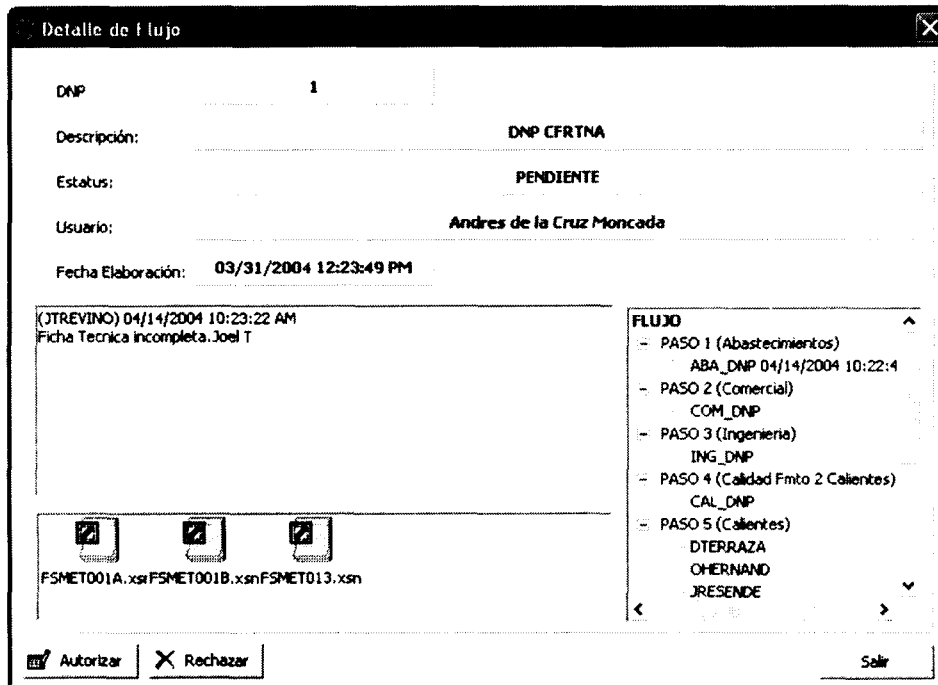 Detalle de Flujo
DNP 1
Descripción: DNP CFRTNA
Estatus: PENDIENTE
Usuario: Andres de la Cruz Moncada
Fecha Elaboración: 03/31/2004 12:23:49 PM
(JTREVINO) 04/14/2004 10:23:22 AM
Ficha Tecnica incompleta.Joel T
FLUJO
PASO 1 (Abastecimientos)
ABA_DNP 04/14/2004 10:22:4
PASO 2 (Comercial)
COM_DNP
PASO 3 (Ingenieria)
ING_DNP
PASO 4 (Calidad Fmto 2 Calientes)
CAL_DNP
PASO 5 (Calientes)
DTERRAZA
OHERNAND
JRESENDE
FSMET001A.xsn FSMET001B.xsn FSMET013.xsn
Autorizar Rechazar Salir